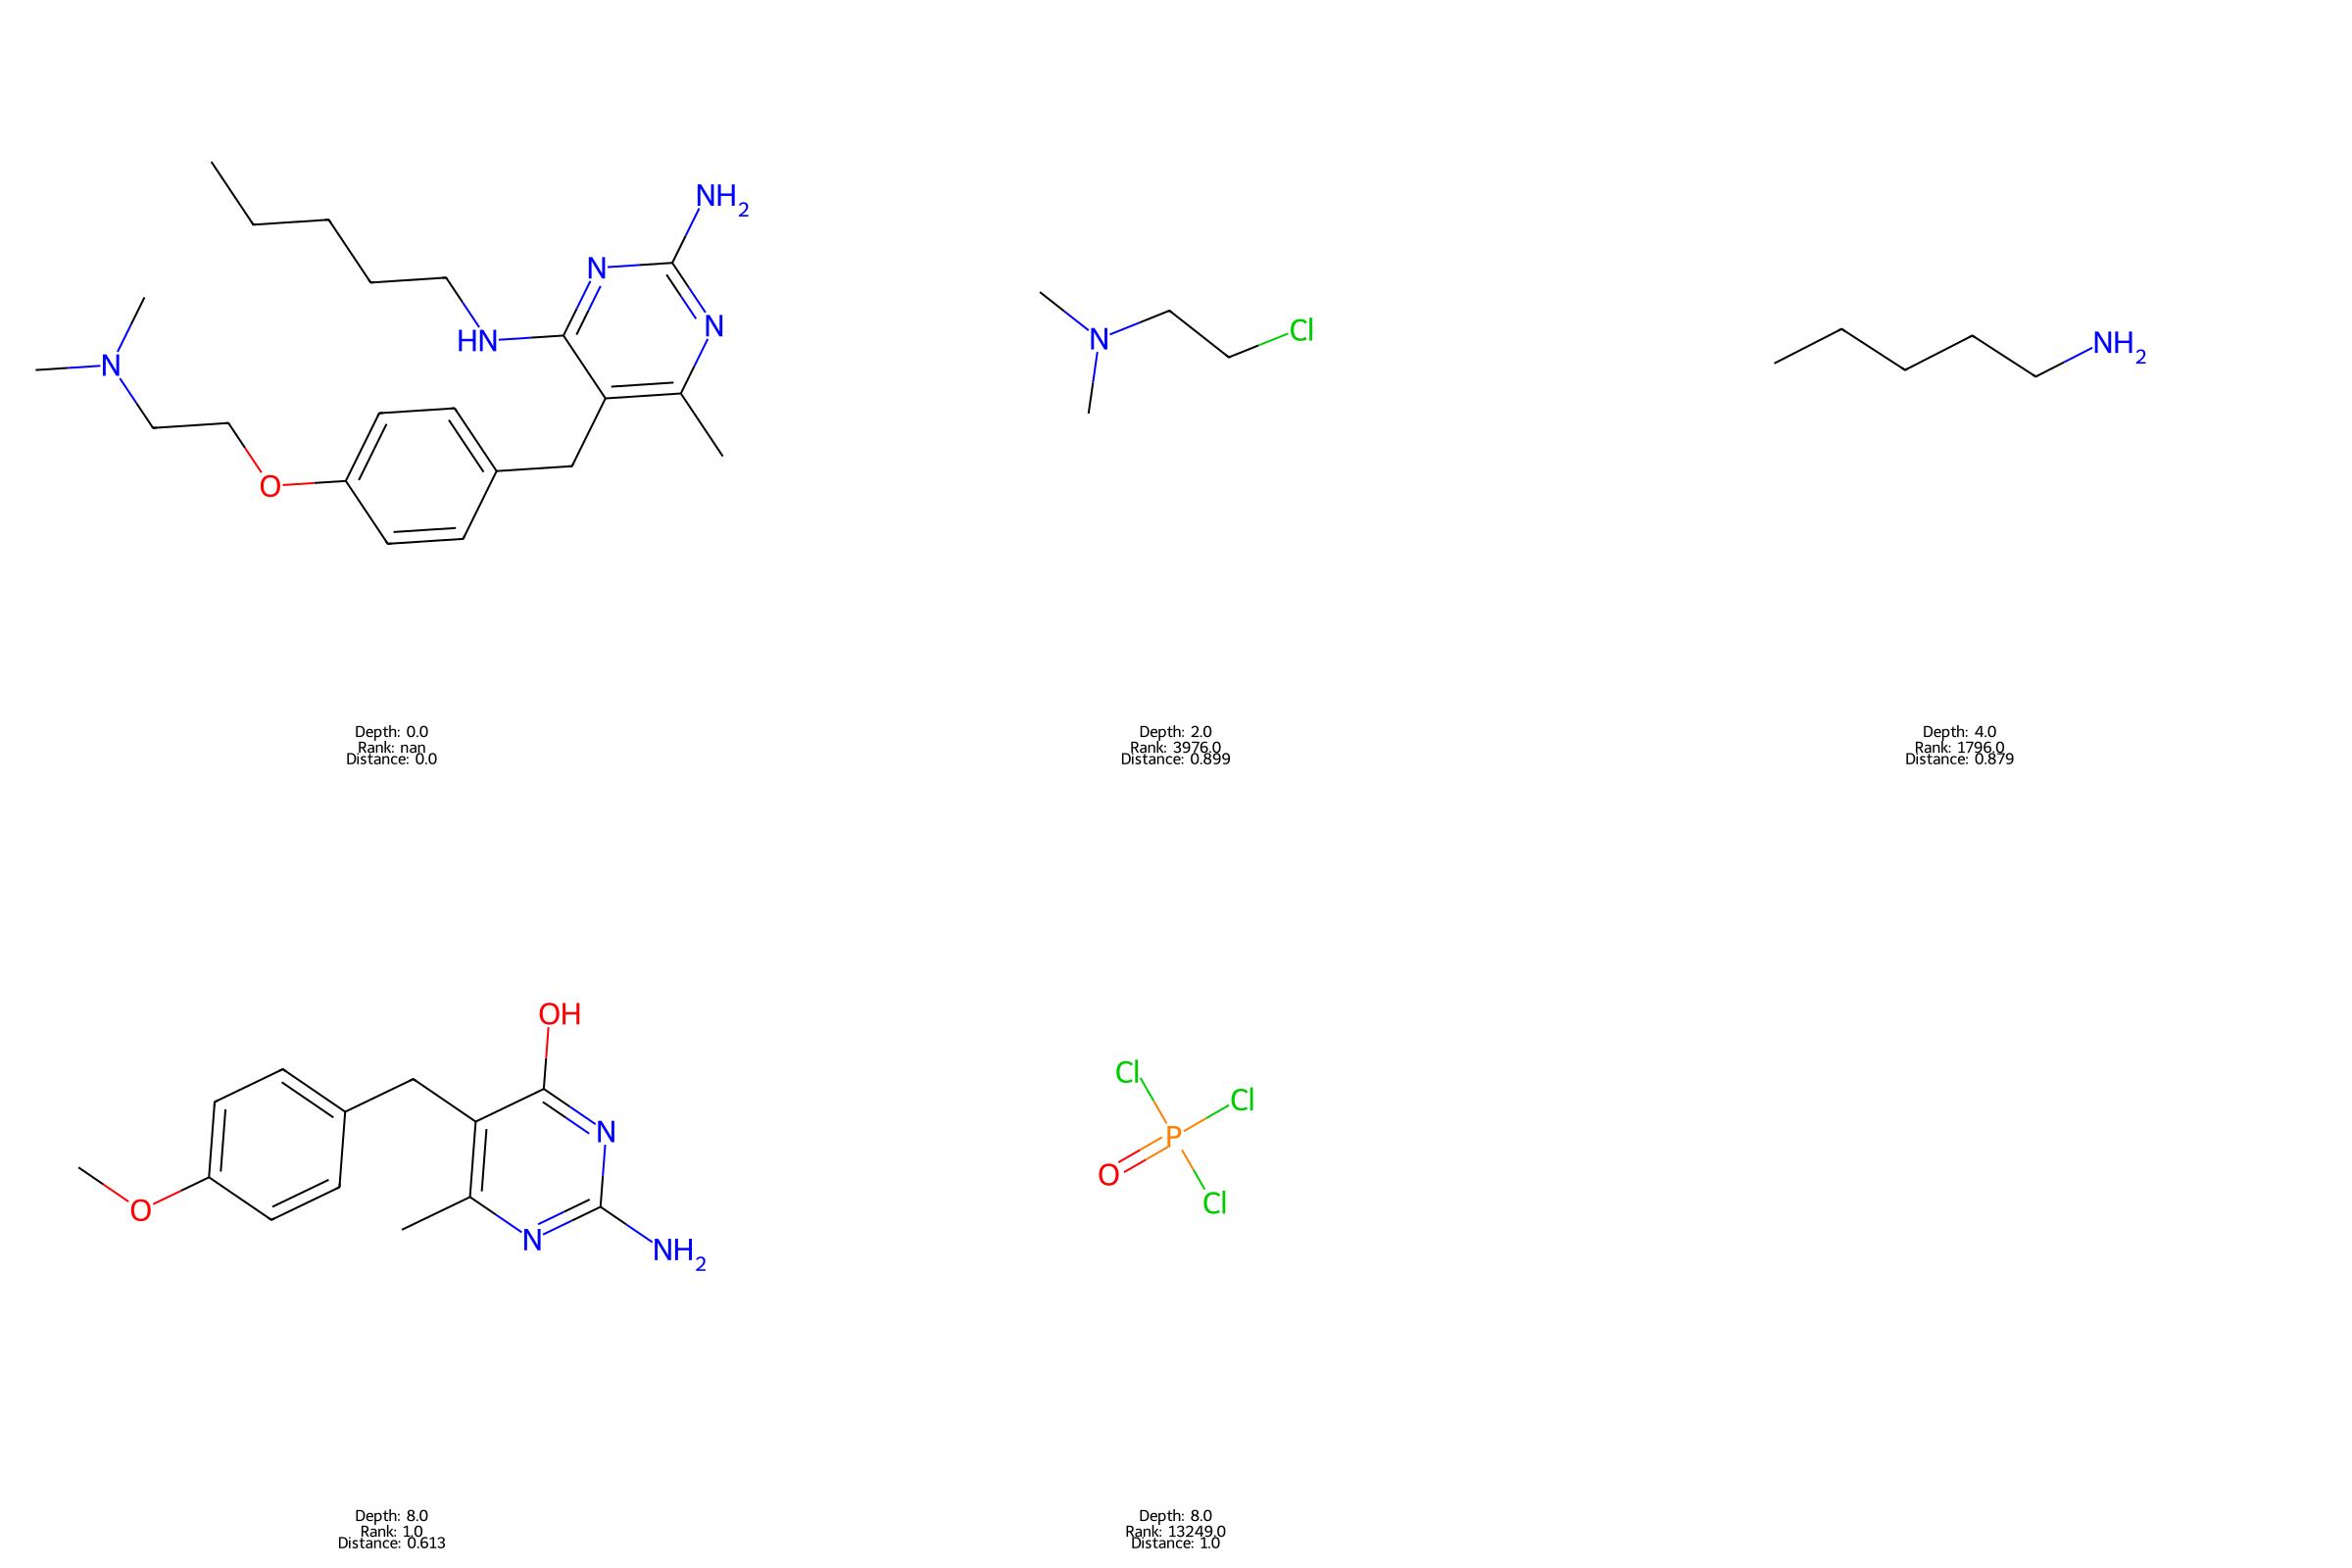 NH2
N
N
HN
N
O
Depth: 0.0
Rank: nan
Distance: 0.0
N
Cl
Depth: 2.0
Rank: 3976.0
Distance: 0.899
NH2
Depth: 4.0
Rank: 1796.0
Distance: 0.879
OH
N
O
N
NH2
Depth: 8.0
Rank: 1.0
Distance: 0.613
Cl
Cl
P
O
Cl
Depth: 8.0
Rank: 13249.0
Distance: 1.0